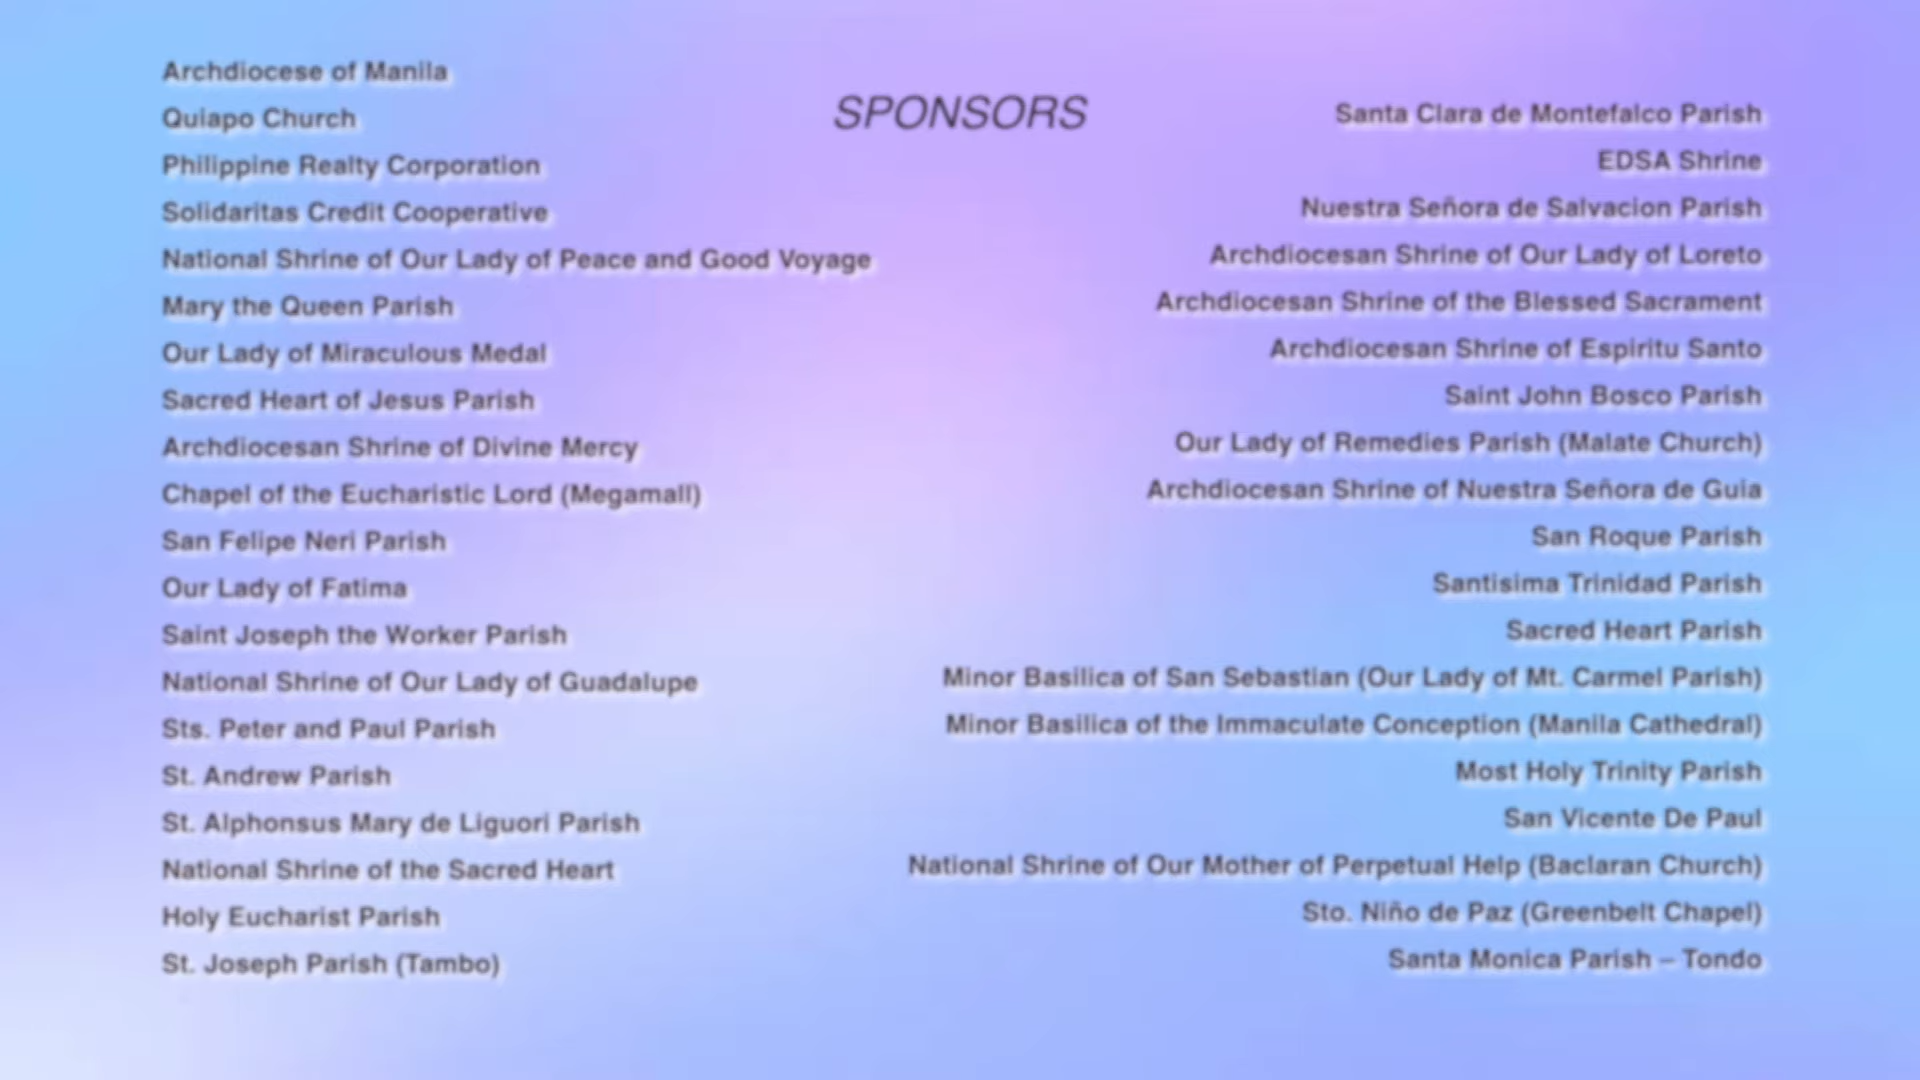 SPONSORS
Archdiocese of Manila
Quiapo Church
Philippine Realty Corporation
Solidaritas Credit Cooperative
National Shrine of Our Lady of Peace and Good Voyage
Mary the Queen Parish
Our Lady of Miraculous Medal
Sacred Heart of Jesus Parish
Archdiocesan Shrine of Divine Mercy
Chapel of the Eucharistic Lord (Megamall)
San Felipe Neri Parish
Our Lady of Fatima
Saint Joseph the Worker Parish
National Shrine of Our Lady of Guadalupe
Sts. Peter and Paul Parish
St. Andrew Parish
St. Alphonsus Mary de Liguori Parish
National Shrine of the Sacred Heart
Holy Eucharist Parish
St. Joseph Parish (Tambo)
Santa Clara de Montefalco Parish
EDSA Shrine
Nuestra Señora de Salvacion Parish
Archdiocesan Shrine of Our Lady of Loreto
Archdiocesan Shrine of the Blessed Sacrament
Archdiocesan Shrine of Espiritu Santo
Saint John Bosco Parish
Our Lady of Remedies Parish (Malate Church)
Archdiocesan Shrine of Nuestra Señora de Guia
San Roque Parish
Santisima Trinidad Parish
Sacred Heart Parish
Minor Basilica of San Sebastian (Our Lady of Mt. Carmel Parish)
Minor Basilica of the Immaculate Conception (Manila Cathedral)
Most Holy Trinity Parish
San Vicente De Paul
National Shrine of Our Mother of Perpetual Help (Baclaran Church)
Sto. Niño de Paz (Greenbelt Chapel)
Santa Monica Parish – Tondo